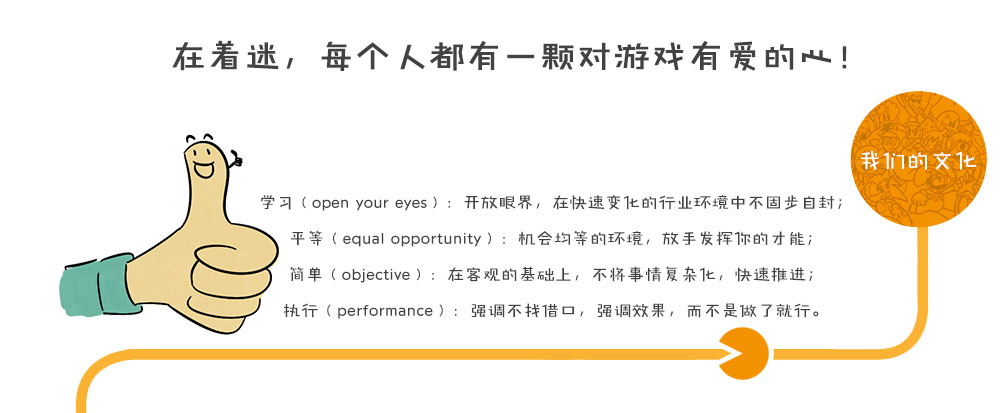 在着迷，每个人都有一颗对游戏有爱的心！
我们的文化
学习（open your eyes）：开放眼界，在快速变化的行业环境中不固步自封；
平等（equal opportunity）：机会均等的环境，放手发挥你的才能；
简单（objective）：在客观的基础上，不将事情复杂化，快速推进；
执行（performance）：强调不找借口，强调效果，而不是做了就行。